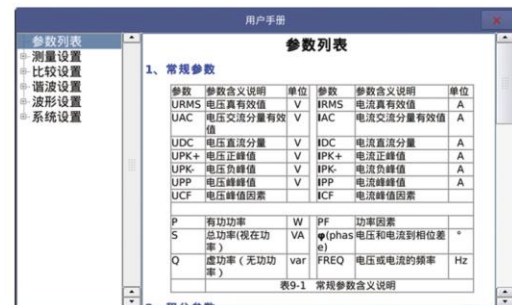 用户手册
参数列表
测量设置
比较设置
谐波设置
波形设置
系统设置
参数列表
1、常规参数
参数 参数含义说明 单位 参数 参数含义说明 单位
URMS 电压真有效值 V IRMS 电流真有效值 A
UAC 电压交流分量有效值 V IAC 电流交流分量有效值 A
UDC 电压直流分量 V IDC 电流直流分量 A
UPK+ 电压正峰值 V IPK+ 电流正峰值 A
UPK- 电压负峰值 V IPK- 电流负峰值 A
UPP 电压峰峰值 V IPP 电流峰峰值 A
UCF 电压峰值因素 ICF 电流峰值因素
P 有功功率 W PF 功率因素
S 总功率(视在功率) VA φ(phase) 电压和电流到相位差 °
Q 虚功率(无功功率) var FREQ 电压或电流的频率 Hz
表9-1 常规参数含义说明